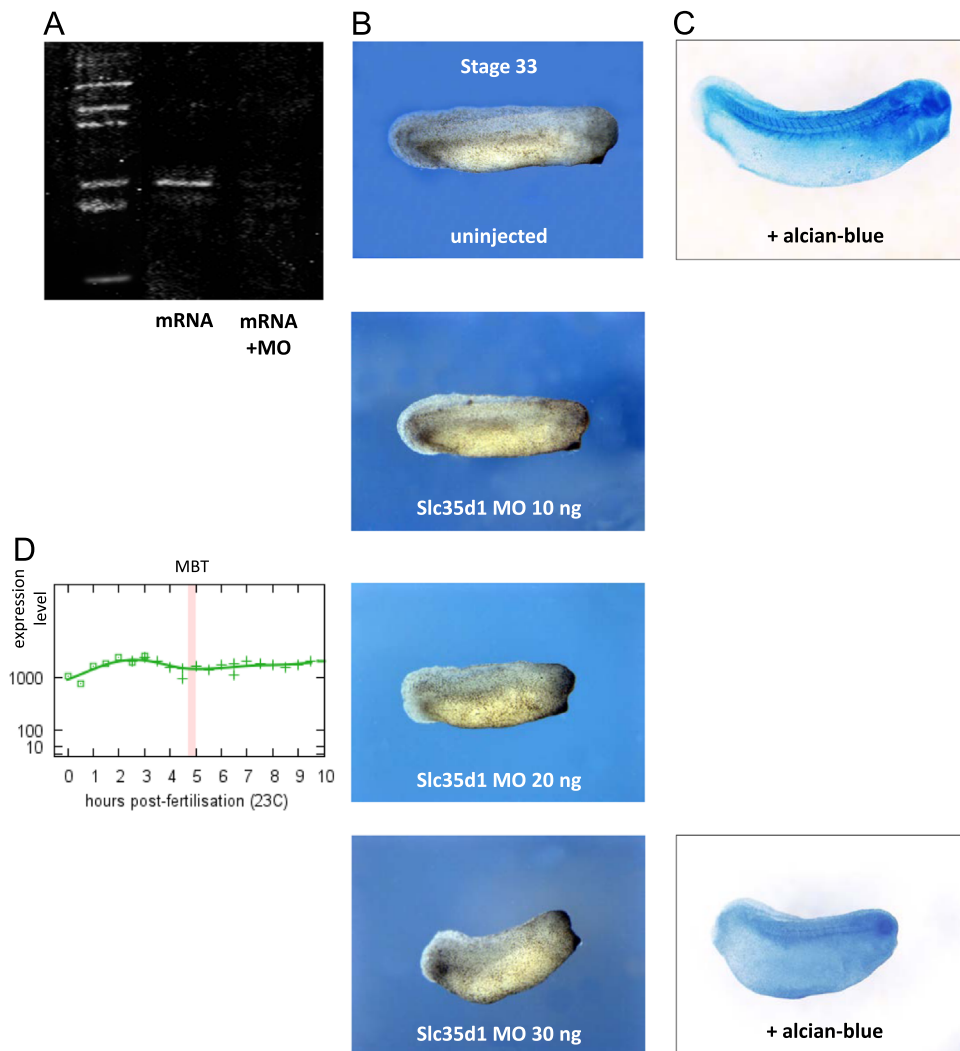 A
B
C
Stage 33
uninjected
+ alcian-blue
mRNA
mRNA
+MO
Slc35d1 MO 10 ng
D
MBT
expression
level
1000
100
10
0 1 2 3 4 5 6 7 8 9 10
hours post-fertilisation (23C)
Slc35d1 MO 20 ng
Slc35d1 MO 30 ng
+ alcian-blue